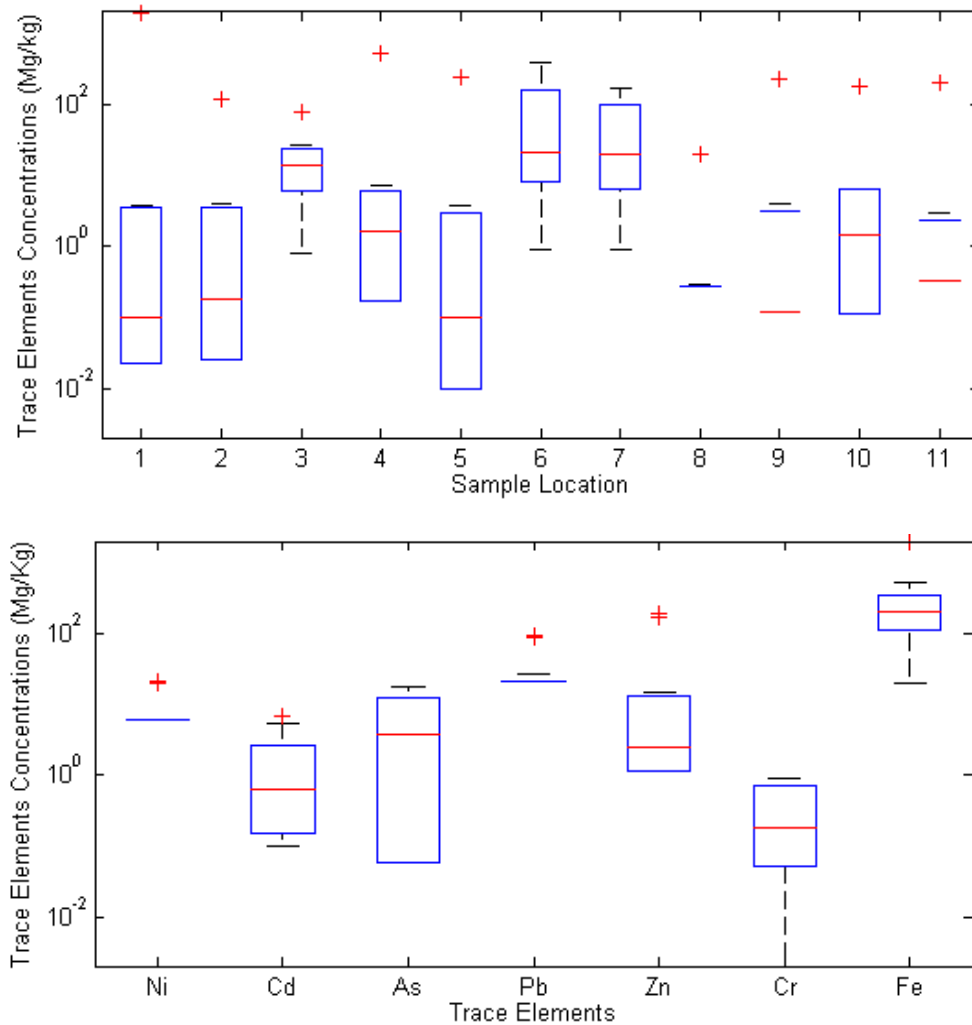 Trace Elements Concentrations (Mg/kg)
10^2
10^0
10^-2
1 2 3 4 5 6 7 8 9 10 11
Sample Location
Trace Elements Concentrations (Mg/Kg)
10^2
10^0
10^-2
Ni Cd As Pb Zn Cr Fe
Trace Elements